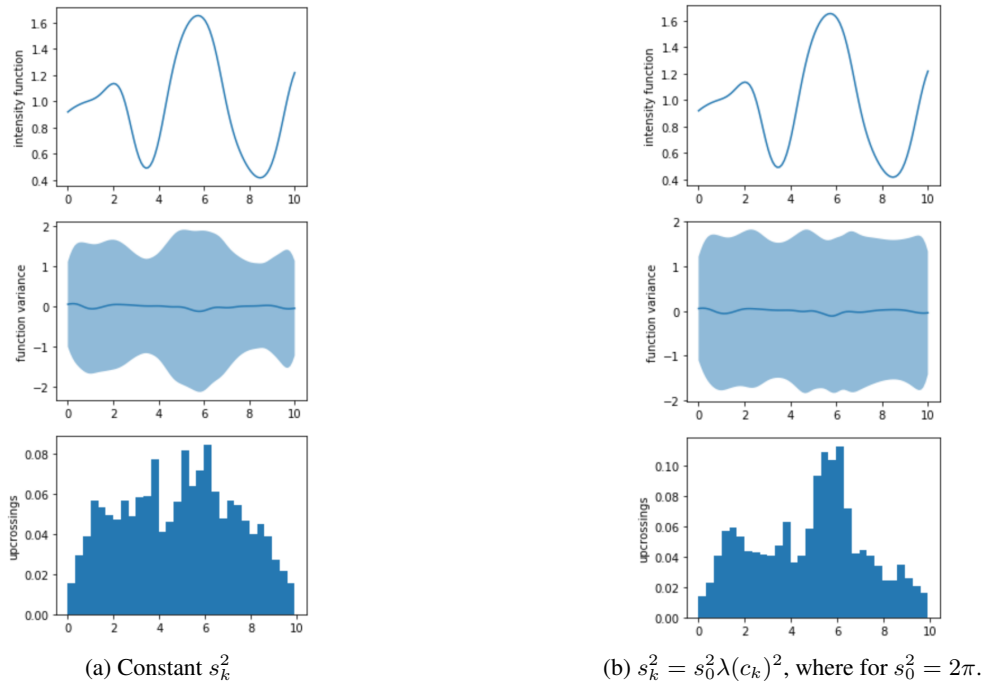 intensity function
1.6
1.4
1.2
1.0
0.8
0.6
0.4
0 2 4 6 8 10
function variance
2
1
0
−1
−2
0 2 4 6 8 10
upcrossings
0.08
0.06
0.04
0.02
0.00
0 2 4 6 8 10
(a) Constant $s_k^2$
intensity function
1.6
1.4
1.2
1.0
0.8
0.6
0.4
0 2 4 6 8 10
function variance
2
1
0
−1
−2
0 2 4 6 8 10
upcrossings
0.10
0.08
0.06
0.04
0.02
0.00
0 2 4 6 8 10
(b) $s_k^2 = s_0^2\lambda(c_k)^2$, where for $s_0^2 = 2\pi$.